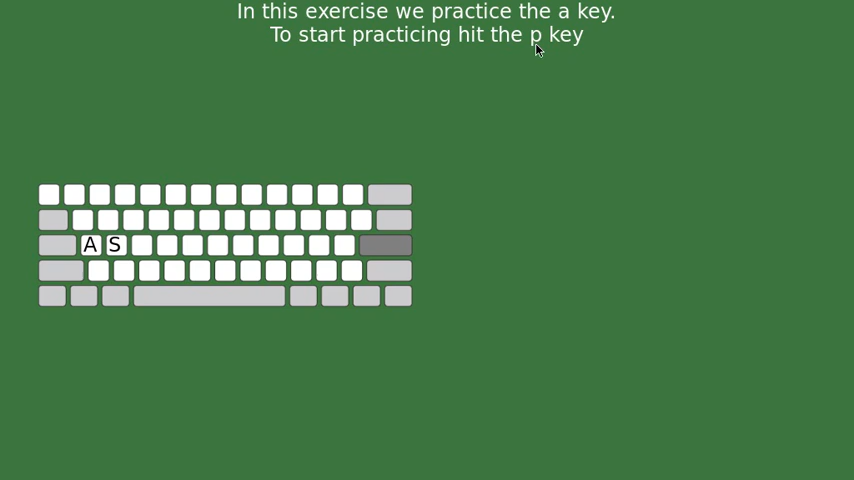 In this exercise we practice the a key.
To start practicing hit the p key
A S